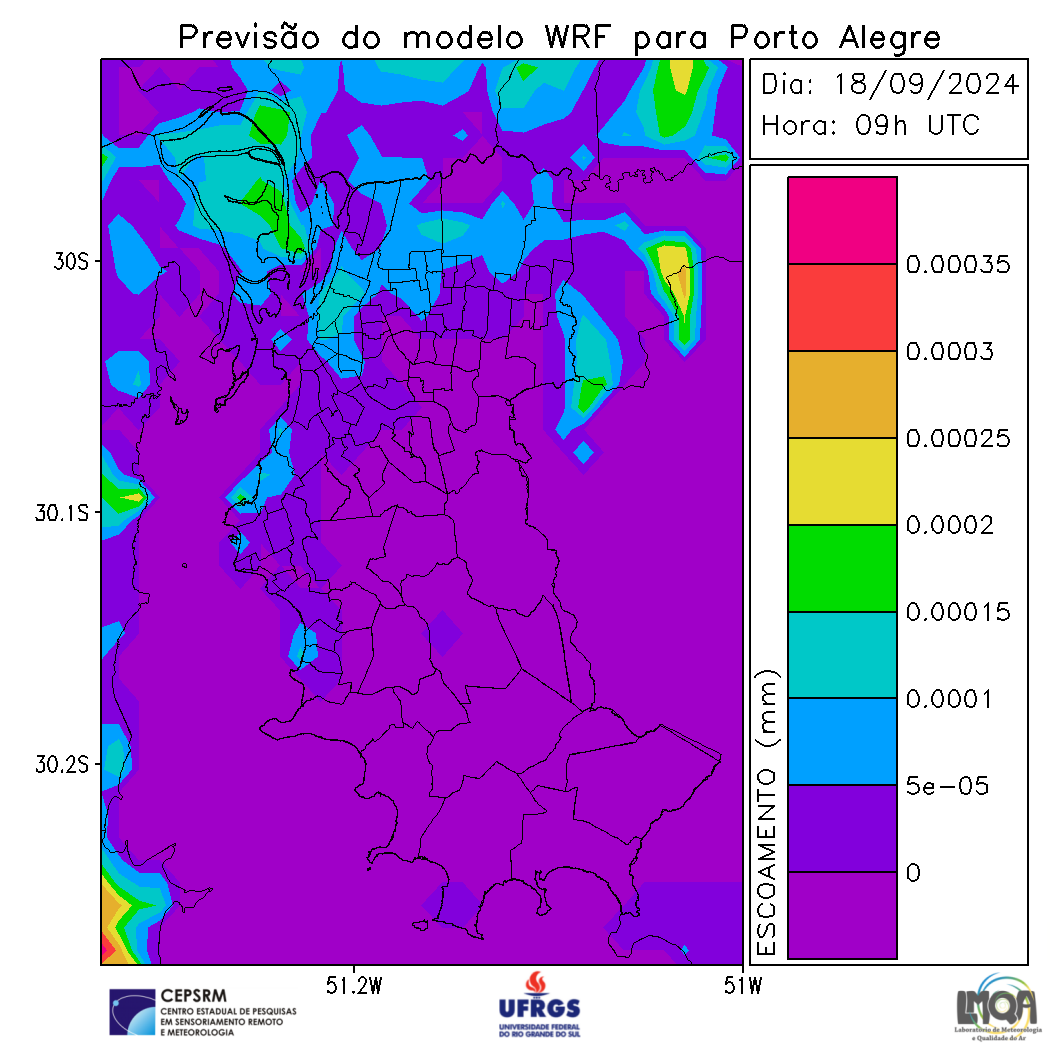 Previsão do modelo WRF para Porto Alegre
Dia: 18/09/2024
Hora: 09h UTC
30S
30.1S
30.2S
51.2W
51W
ESCOAMENTO (mm)
0.00035
0.0003
0.00025
0.0002
0.00015
0.0001
5e-05
0
CEPSRM
CENTRO ESTADUAL DE PESQUISAS
EM SENSORIAMENTO REMOTO
E METEOROLOGIA
UFRGS
UNIVERSIDADE FEDERAL
DO RIO GRANDE DO SUL
LMQA
Laboratório de Meteorologia
e Qualidade do Ar